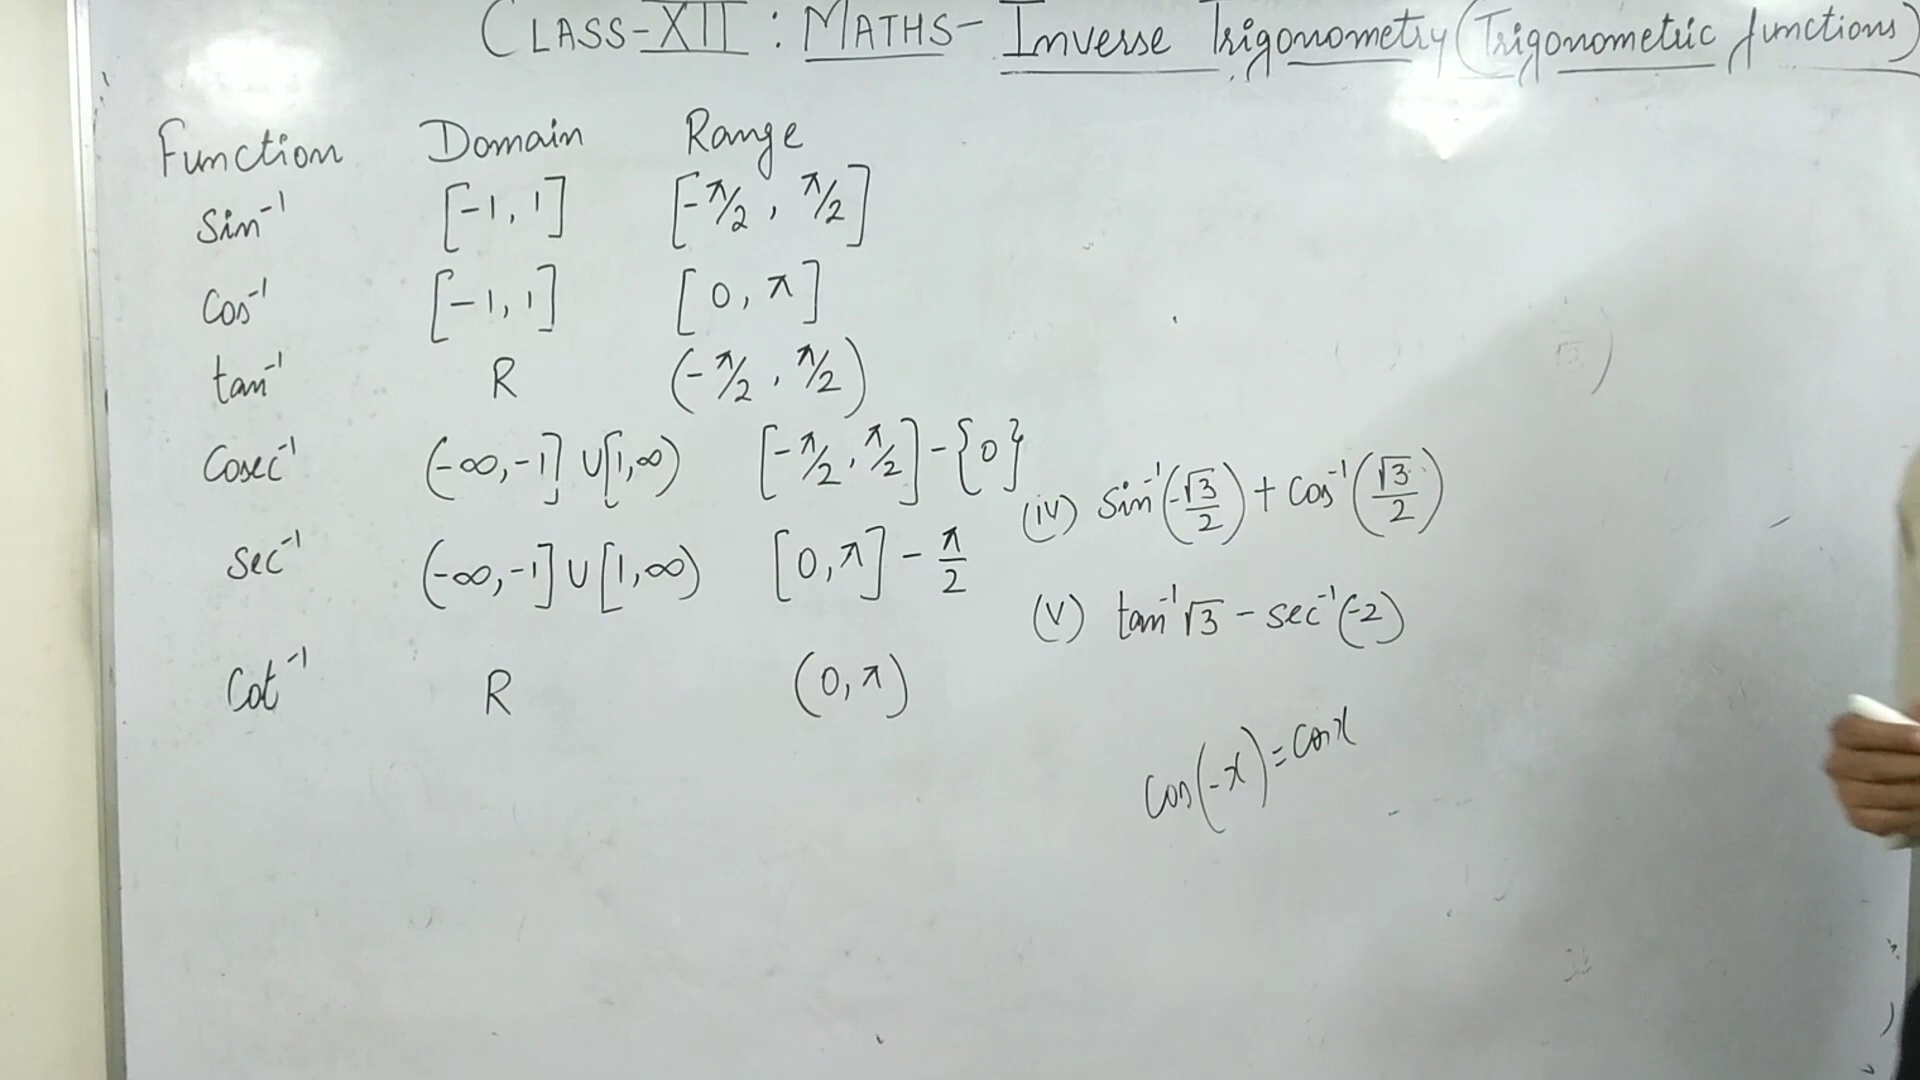 CLASS-XII : MATHS- Inverse Trigonometry (Trigonometric functions)
Function Domain Range
Sin⁻¹ [-1, 1] [-π/2, π/2]
Cos⁻¹ [-1, 1] [0, π]
tan⁻¹ R (-π/2, π/2)
Cosec⁻¹ (-∞, -1] ∪ [1, ∞) [-π/2, π/2] - {0}
Sec⁻¹ (-∞, -1] ∪ [1, ∞) [0, π] - π/2
Cot⁻¹ R (0, π)
(iv) Sin⁻¹(-√3/2) + Cos⁻¹(√3/2)
(v) tan⁻¹√3 - sec⁻¹(-2)
Cos(-x) = Cosx